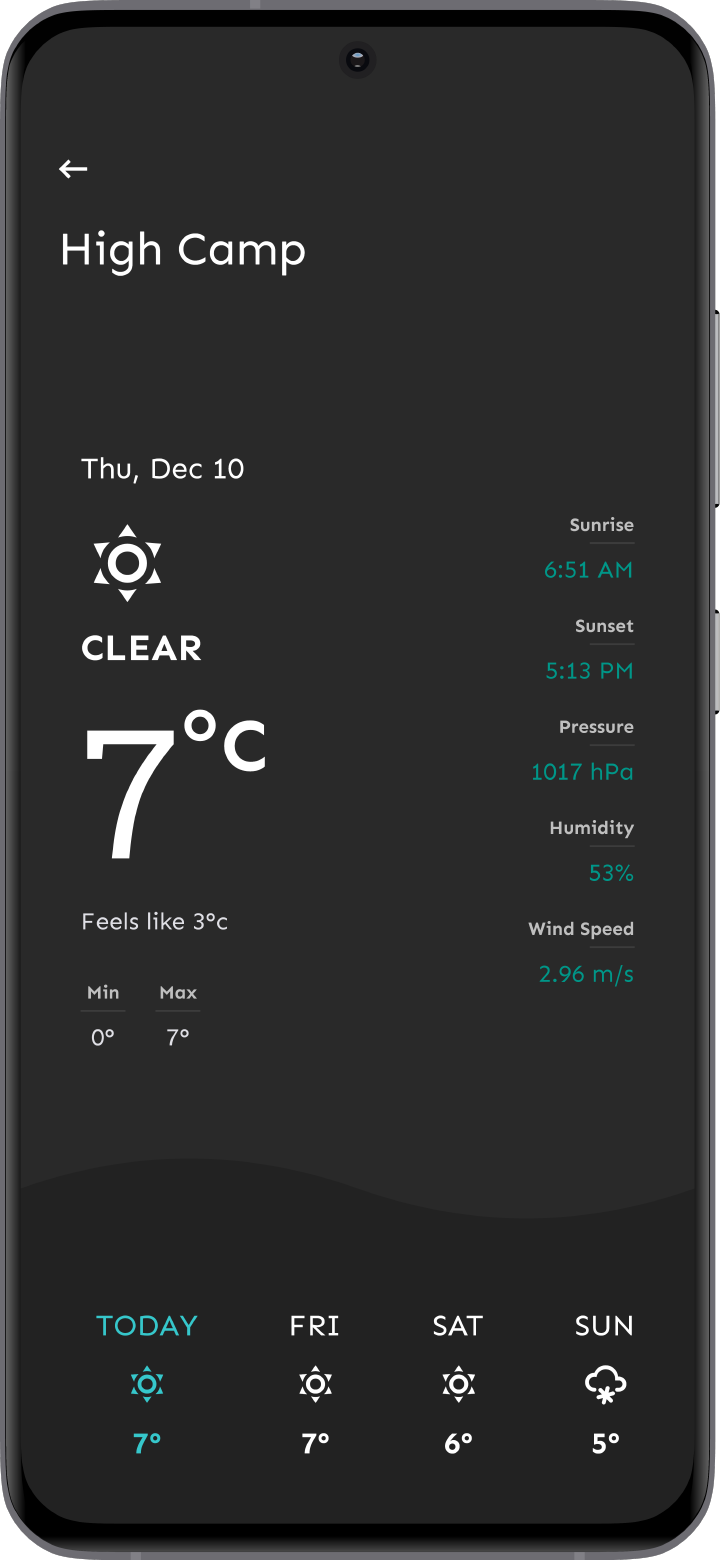 High Camp
Thu, Dec 10
CLEAR
7°c
Feels like 3°c
Min Max
0° 7°
Sunrise
6:51 AM
Sunset
5:13 PM
Pressure
1017 hPa
Humidity
53%
Wind Speed
2.96 m/s
TODAY FRI SAT SUN
7° 7° 6° 5°